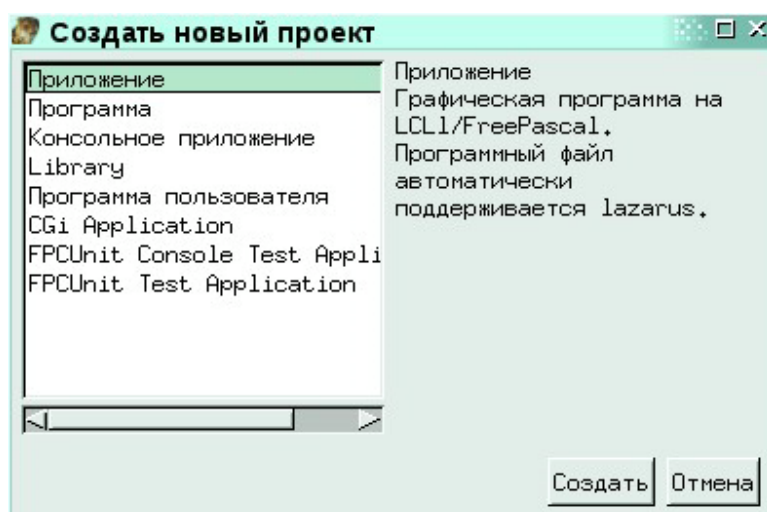 Создать новый проект
Приложение
Программа
Консольное приложение
Library
Программа пользователя
CGi Application
FPCUnit Console Test Appli
FPCUnit Test Application
Приложение
Графическая программа на
LCLl/FreePascal.
Программный файл
автоматически
поддерживается lazarus.
Создать
Отмена